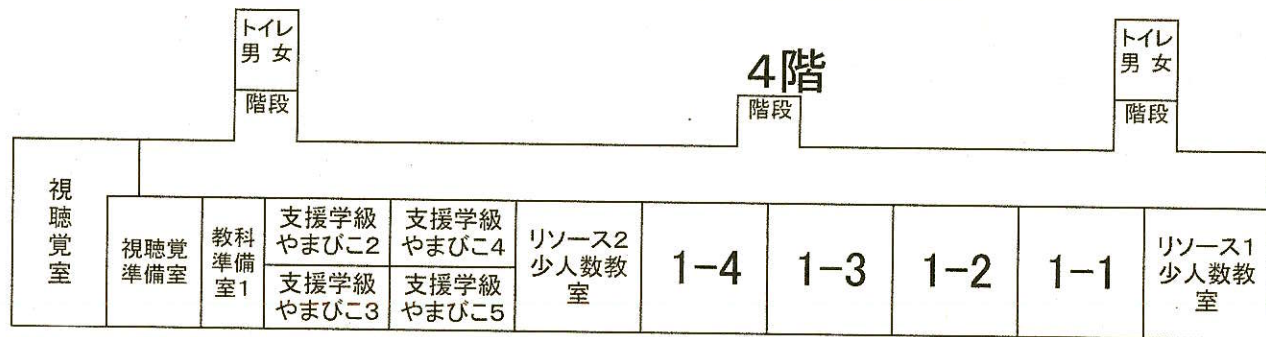 トイレ
男 女
階段
4階
階段
トイレ
男 女
階段
視聴覚室
視聴覚
準備室
教科
準備
室1
支援学級
やまびこ2
支援学級
やまびこ3
支援学級
やまびこ4
支援学級
やまびこ5
リソース2
少人数教
室
1-4
1-3
1-2
1-1
リソース1
少人数教
室